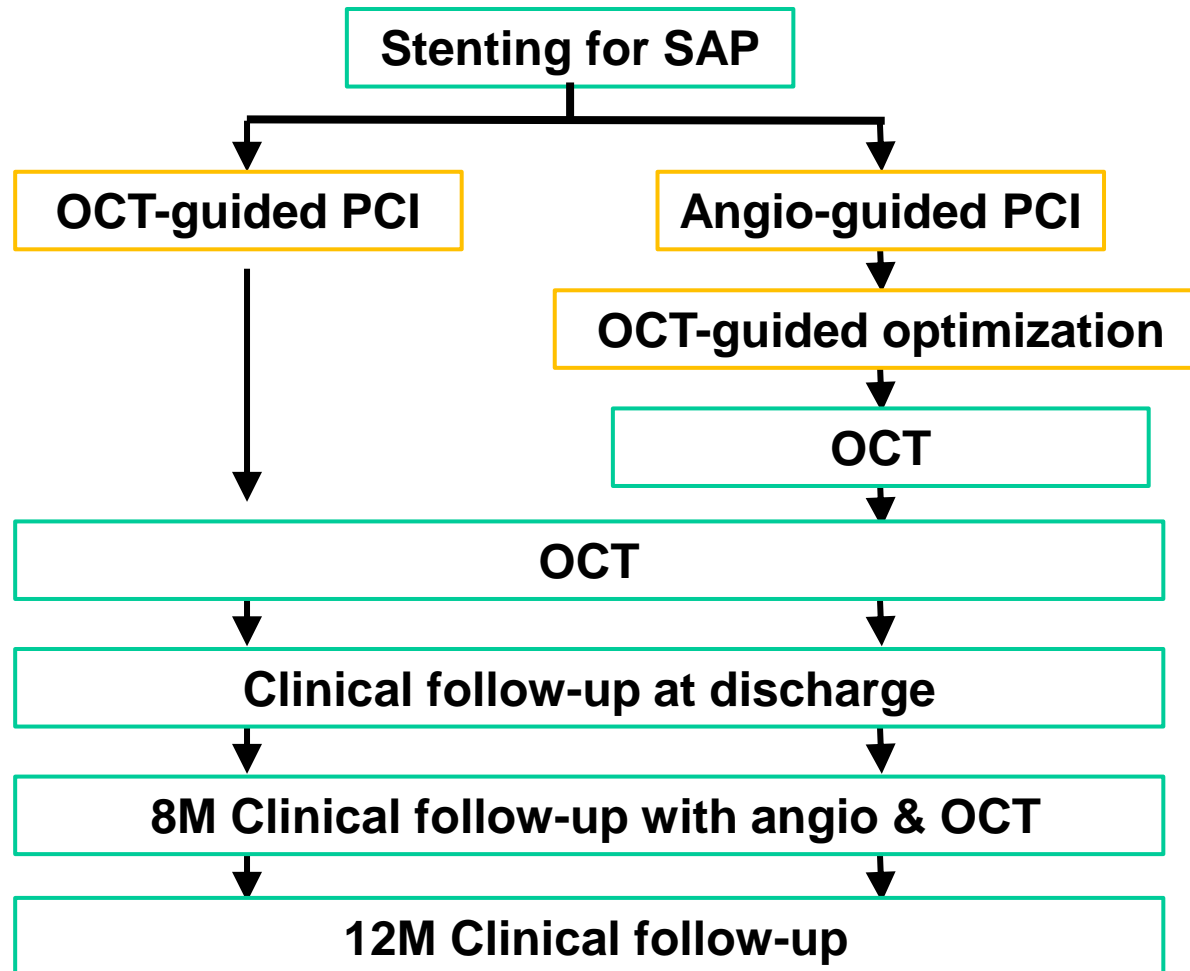 Stenting for SAP
OCT-guided PCI
Angio-guided PCI
OCT-guided optimization
OCT
OCT
Clinical follow-up at discharge
8M Clinical follow-up with angio & OCT
12M Clinical follow-up